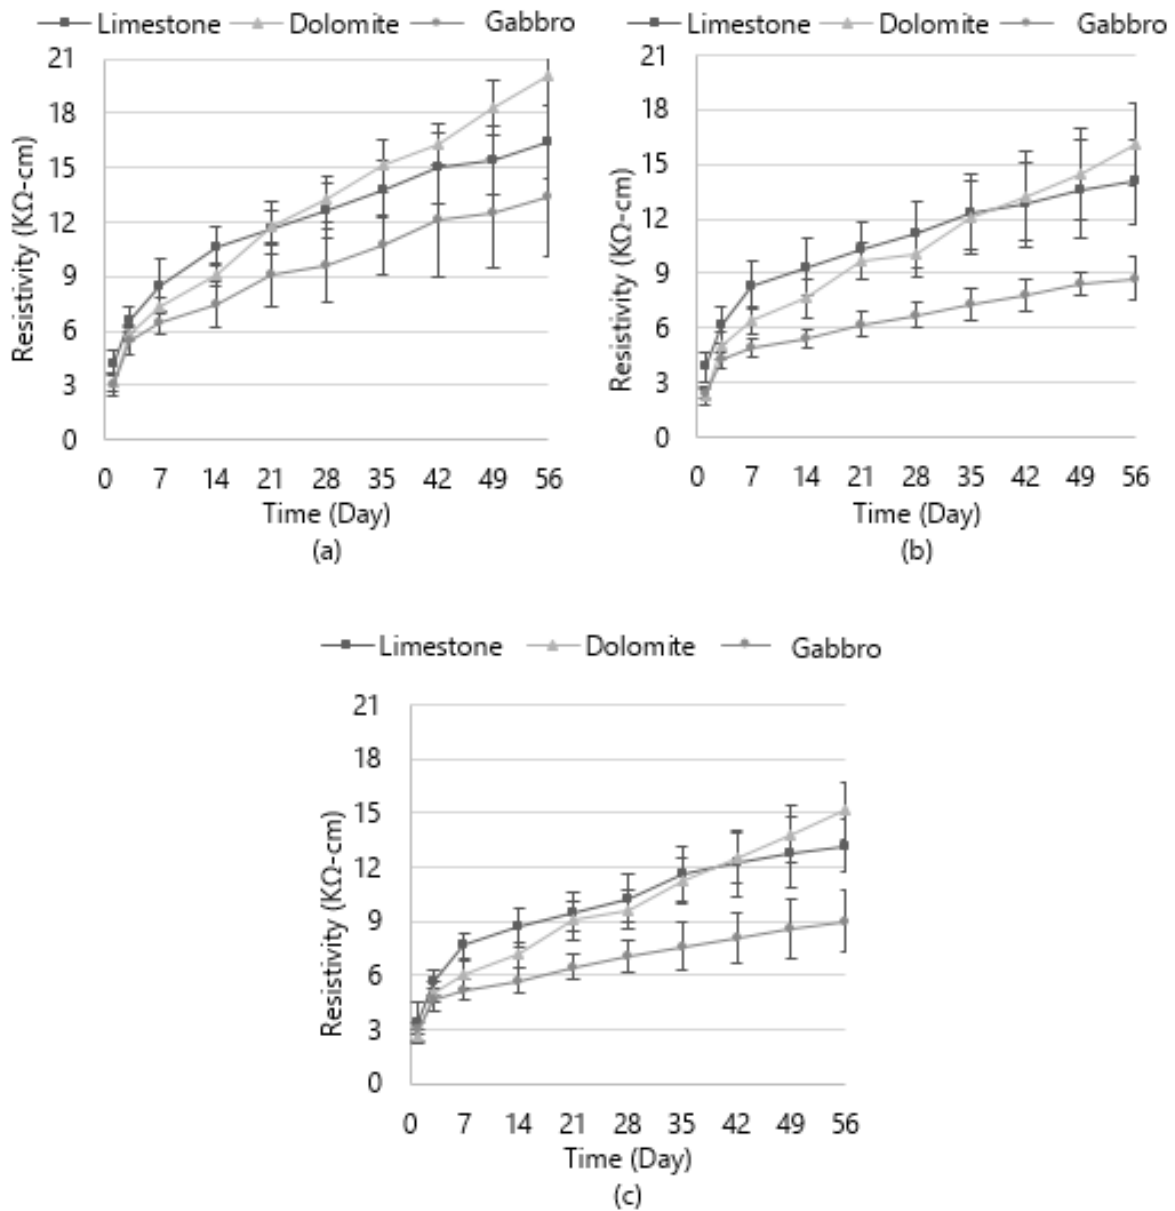 Limestone Dolomite Gabbro
21
18
15
12
9
6
3
0
Resistivity (KΩ-cm)
0 7 14 21 28 35 42 49 56
Time (Day)
(a)
Limestone Dolomite Gabbro
21
18
15
12
9
6
3
0
Resistivity (KΩ-cm)
0 7 14 21 28 35 42 49 56
Time (Day)
(b)
Limestone Dolomite Gabbro
21
18
15
12
9
6
3
0
Resistivity (KΩ-cm)
0 7 14 21 28 35 42 49 56
Time (Day)
(c)